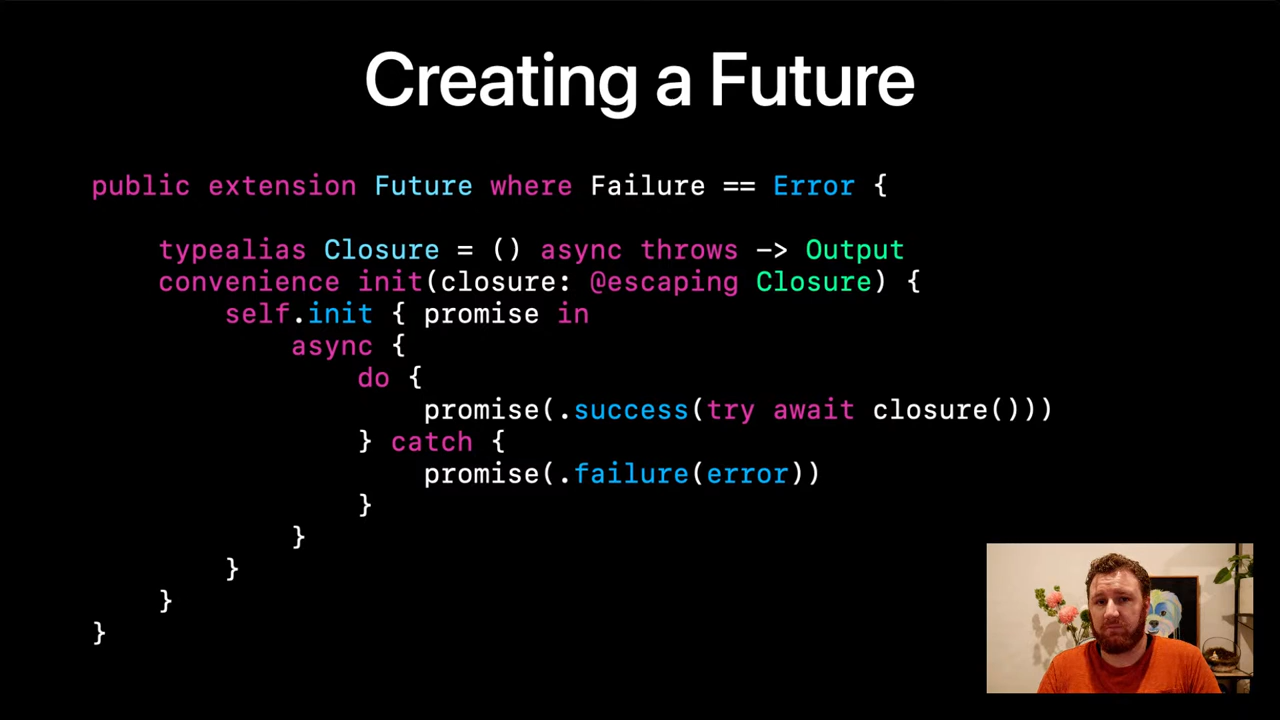 Creating a Future
public extension Future where Failure == Error {
typealias Closure = () async throws -> Output
convenience init(closure: @escaping Closure) {
self.init { promise in
async {
do {
promise(.success(try await closure()))
} catch {
promise(.failure(error))
}
}
}
}
}